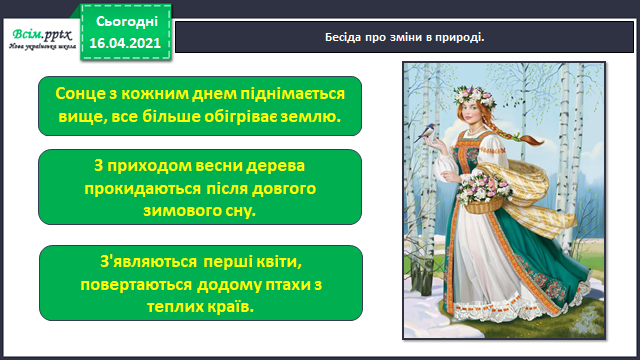 Всім.pptx
Нова українська школа
Сьогодні
16.04.2021
Бесіда про зміни в природі.
Сонце з кожним днем піднімається
вище, все більше обігріває землю.
З приходом весни дерева
прокидаються після довгого
зимового сну.
З'являються перші квіти,
повертаються додому птахи з
теплих країв.